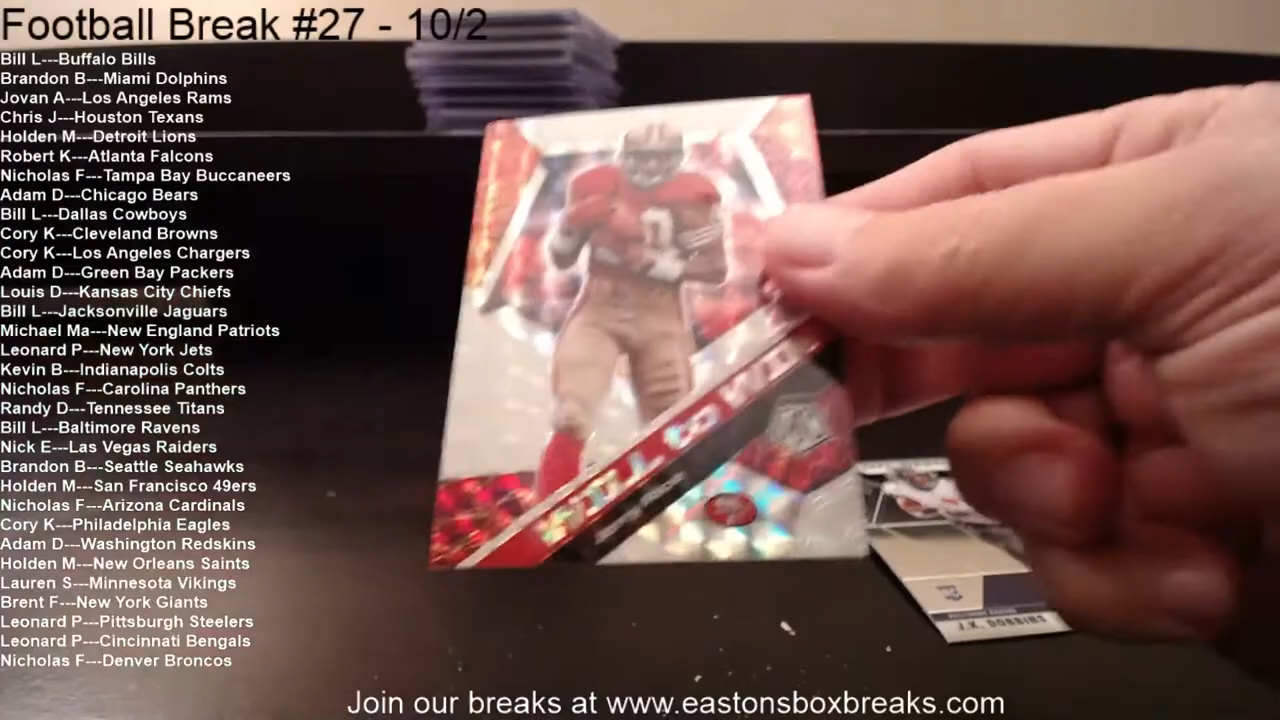 Football Break #27 - 10/2
Bill L---Buffalo Bills
Brandon B---Miami Dolphins
Jovan A---Los Angeles Rams
Chris J---Houston Texans
Holden M---Detroit Lions
Robert K---Atlanta Falcons
Nicholas F---Tampa Bay Buccaneers
Adam D---Chicago Bears
Bill L---Dallas Cowboys
Cory K---Cleveland Browns
Cory K---Los Angeles Chargers
Adam D---Green Bay Packers
Louis D---Kansas City Chiefs
Bill L---Jacksonville Jaguars
Michael Ma---New England Patriots
Leonard P---New York Jets
Kevin B---Indianapolis Colts
Nicholas F---Carolina Panthers
Randy D---Tennessee Titans
Bill L---Baltimore Ravens
Nick E---Las Vegas Raiders
Brandon B---Seattle Seahawks
Holden M---San Francisco 49ers
Nicholas F---Arizona Cardinals
Cory K---Philadelphia Eagles
Adam D---Washington Redskins
Holden M---New Orleans Saints
Lauren S---Minnesota Vikings
Brent F---New York Giants
Leonard P---Pittsburgh Steelers
Leonard P---Cincinnati Bengals
Nicholas F---Denver Broncos
WILL TO WIN
J.K. DOBBINS
Join our breaks at www.eastonsboxbreaks.com